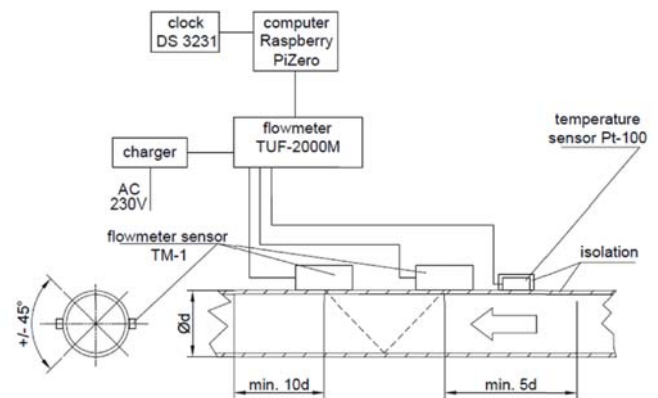 clock
DS 3231
computer
Raspberry
PiZero
flowmeter
TUF-2000M
temperature
sensor Pt-100
charger
AC
230V
flowmeter sensor
TM-1
isolation
+/- 45°
Ød
min. 10d
min. 5d